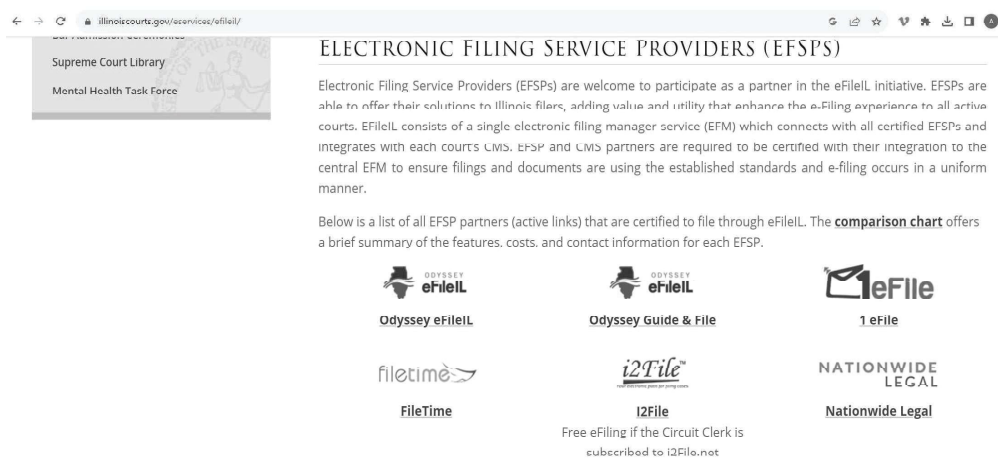 illinoiscourts.gov/eservices/efileil/
Bar Admission Ceremonies
Supreme Court Library
Mental Health Task Force
ELECTRONIC FILING SERVICE PROVIDERS (EFSPS)
Electronic Filing Service Providers (EFSPs) are welcome to participate as a partner in the eFileIL initiative. EFSPs are
able to offer their solutions to Illinois filers, adding value and utility that enhance the e-Filing experience to all active
courts. EFileIL consists of a single electronic filing manager service (EFM) which connects with all certified EFSPs and
integrates with each court's CMS. EFSP and CMS partners are required to be certified with their integration to the
central EFM to ensure filings and documents are using the established standards and e-filing occurs in a uniform
manner.
Below is a list of all EFSP partners (active links) that are certified to file through eFileIL. The comparison chart offers
a brief summary of the features, costs, and contact information for each EFSP.
ODYSSEY eFileIL
ODYSSEY eFileIL
1eFile
Odyssey eFileIL
Odyssey Guide & File
1 eFile
filetime
i2File™
NATIONWIDE LEGAL
FileTime
I2File
Nationwide Legal
Free eFiling if the Circuit Clerk is
subscribed to i2File.net